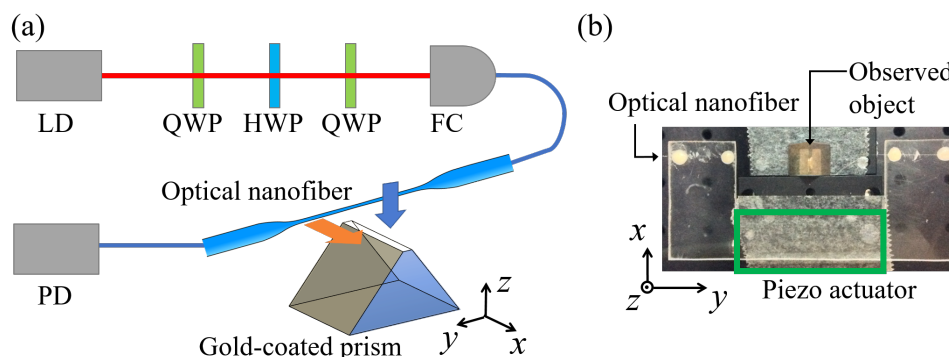 (a)
LD
QWP
HWP
QWP
FC
Optical nanofiber
PD
Gold-coated prism
z
y
x
(b)
Observed
object
Optical nanofiber
x
z
y
Piezo actuator